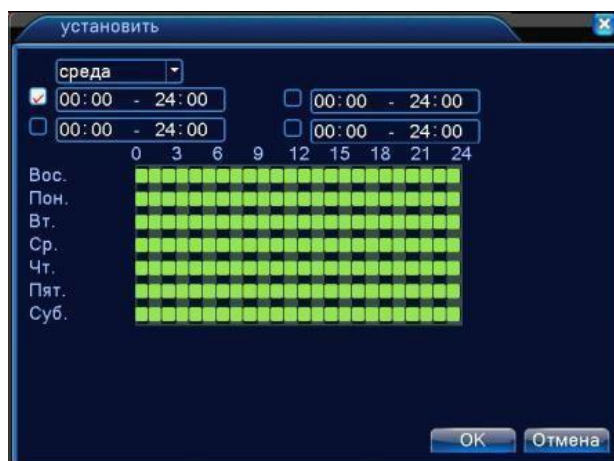 установить
среда
00:00 - 24:00 00:00 - 24:00
00:00 - 24:00 00:00 - 24:00
0 3 6 9 12 15 18 21 24
Вос.
Пон.
Вт.
Ср.
Чт.
Пят.
Суб.
OK Отмена